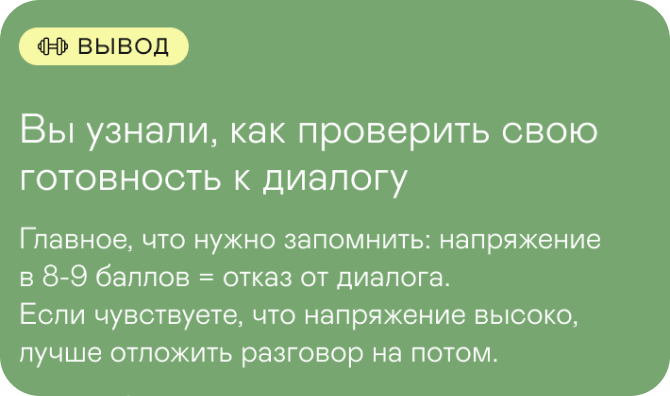 ВЫВОД
Вы узнали, как проверить свою
готовность к диалогу
Главное, что нужно запомнить: напряжение
в 8-9 баллов = отказ от диалога.
Если чувствуете, что напряжение высоко,
лучше отложить разговор на потом.